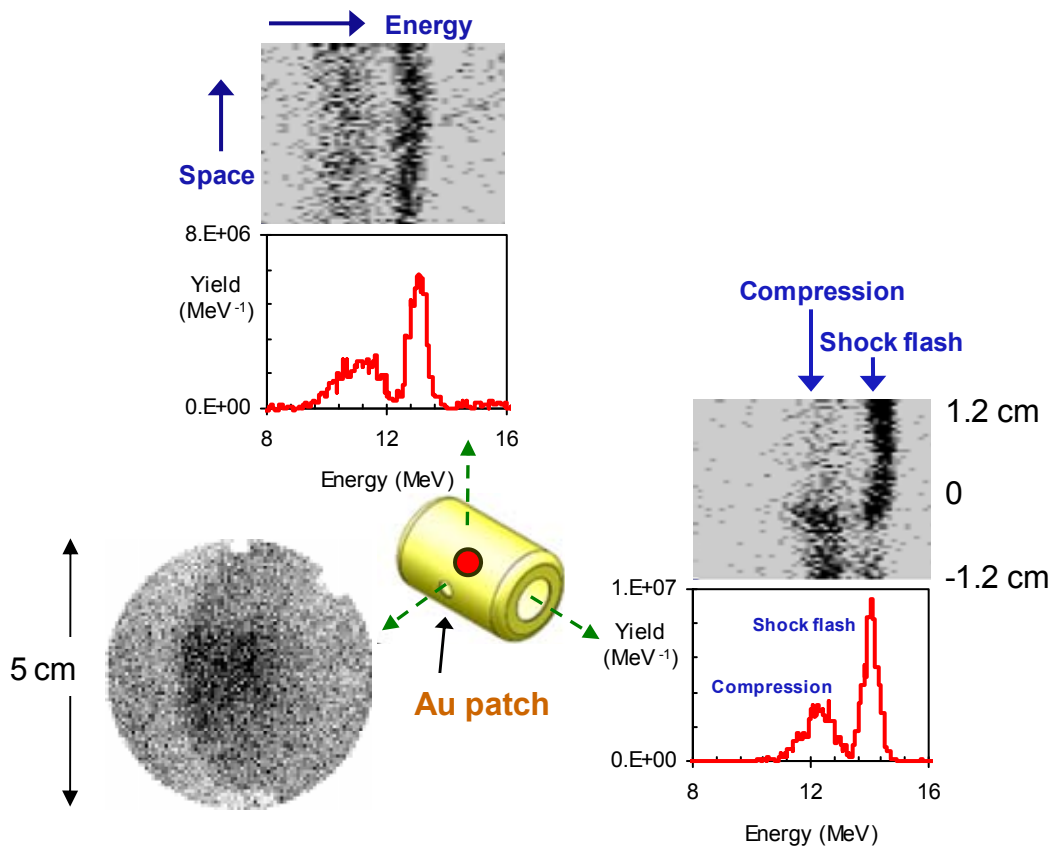 Energy
Space
8.E+06
Yield
(MeV⁻¹)
0.E+00
8
12
16
Energy (MeV)
Compression
Shock flash
1.2 cm
0
-1.2 cm
1.E+07
Yield
(MeV⁻¹)
Shock flash
Compression
0.E+00
8
12
16
Energy (MeV)
5 cm
Au patch